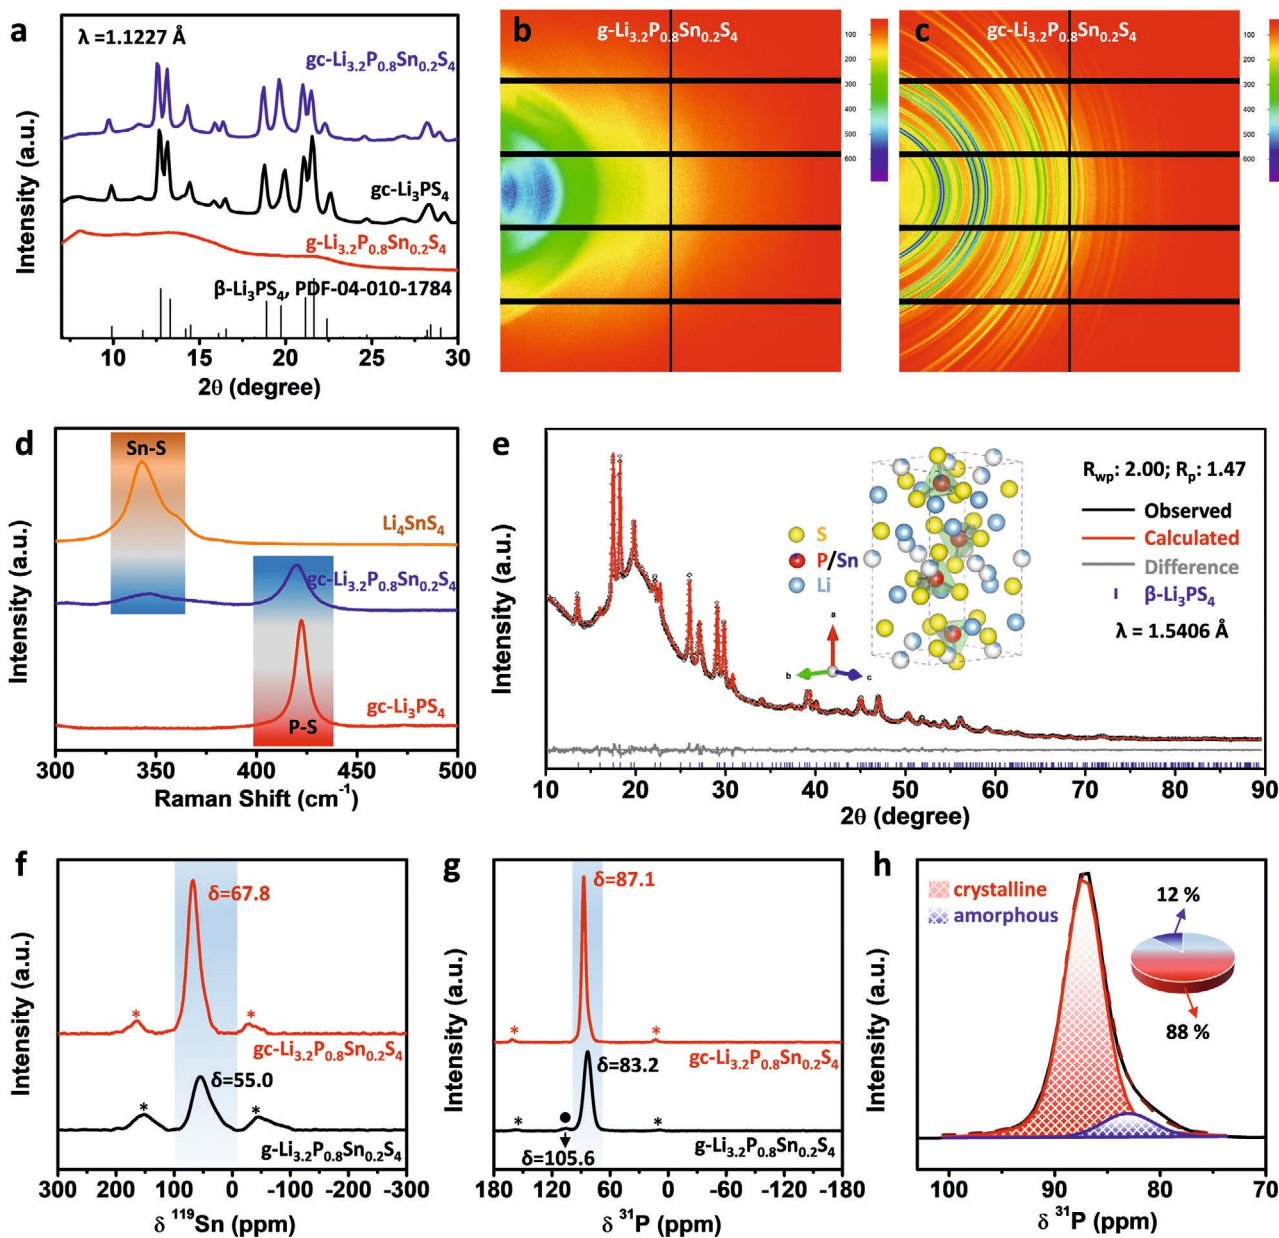 a
λ =1.1227 Å
gc-Li3.2P0.8Sn0.2S4
gc-Li3PS4
g-Li3.2P0.8Sn0.2S4
β-Li3PS4, PDF-04-010-1784
Intensity (a.u.)
10 15 20 25 30
2θ (degree)
b
g-Li3.2P0.8Sn0.2S4
100
200
300
400
500
600
c
gc-Li3.2P0.8Sn0.2S4
100
200
300
400
500
600
d
Sn-S
Li4SnS4
gc-Li3.2P0.8Sn0.2S4
gc-Li3PS4
P-S
Intensity (a.u.)
300 350 400 450 500
Raman Shift (cm-1)
e
Rwp: 2.00; Rp: 1.47
Observed
Calculated
Difference
β-Li3PS4
λ = 1.5406 Å
S
P/Sn
Li
a
b
c
Intensity (a.u.)
10 20 30 40 50 60 70 80 90
2θ (degree)
f
δ=67.8
* *
gc-Li3.2P0.8Sn0.2S4
δ=55.0
* *
g-Li3.2P0.8Sn0.2S4
Intensity (a.u.)
300 200 100 0 -100 -200 -300
δ 119Sn (ppm)
g
δ=87.1
* *
gc-Li3.2P0.8Sn0.2S4
δ=83.2
* *
δ=105.6
g-Li3.2P0.8Sn0.2S4
Intensity (a.u.)
180 120 60 0 -60 -120 -180
δ 31P (ppm)
h
crystalline
amorphous
12 %
88 %
Intensity (a.u.)
100 90 80 70
δ 31P (ppm)